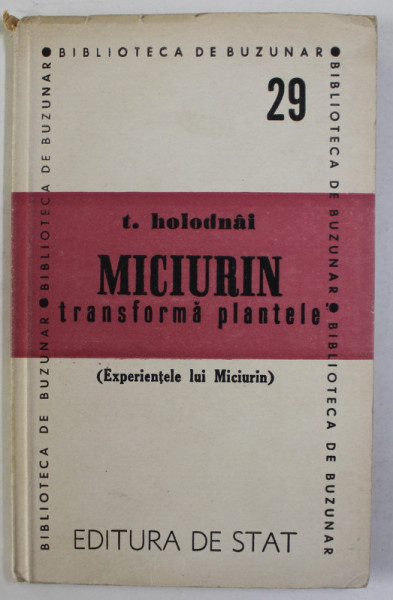 BIBLIOTECA DE BUZUNAR
29
t. holodnâi
MICIURIN
transformă plantele
(Experiențele lui Miciurin)
EDITURA DE STAT
BIBLIOTECA DE BUZUNAR ● BIBLIOTECA DE BUZUNAR
BIBLIOTECA DE BUZUNAR ● BIBLIOTECA DE BUZUNAR